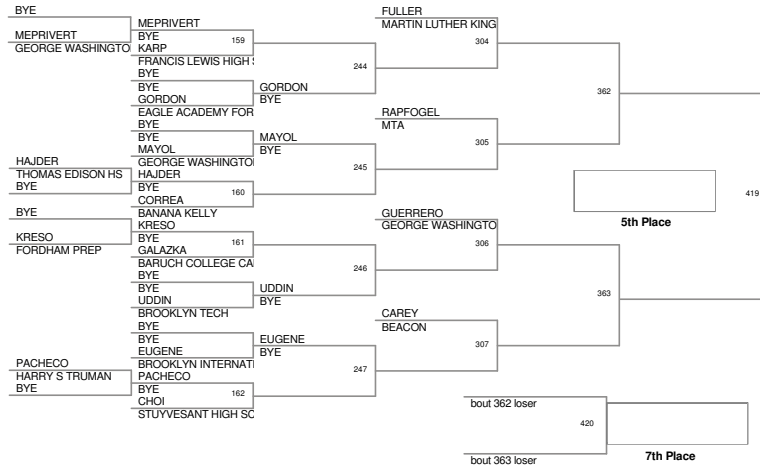 BYE
MEPRIVERT
GEORGE WASHINGTO
HAJDER
THOMAS EDISON HS
BYE
BYE
KRESO
FORDHAM PREP
PACHECO
HARRY S TRUMAN
BYE
MEPRIVERT
BYE
159
KARP
FRANCIS LEWIS HIGH S
BYE
BYE
GORDON
EAGLE ACADEMY FOR
BYE
BYE
MAYOL
GEORGE WASHINGTO
HAJDER
BYE
160
CORREA
BANANA KELLY
KRESO
BYE
161
GALAZKA
BARUCH COLLEGE CA
BYE
BYE
UDDIN
BROOKLYN TECH
BYE
BYE
EUGENE
BROOKLYN INTERNATI
PACHECO
BYE
162
CHOI
STUYVESANT HIGH SC
244
GORDON
BYE
MAYOL
BYE
245
246
UDDIN
BYE
EUGENE
BYE
247
FULLER
MARTIN LUTHER KING
304
RAPFOGEL
MTA
305
GUERRERO
GEORGE WASHINGTO
306
CAREY
BEACON
307
362
363
419
5th Place
bout 362 loser
420
bout 363 loser
7th Place